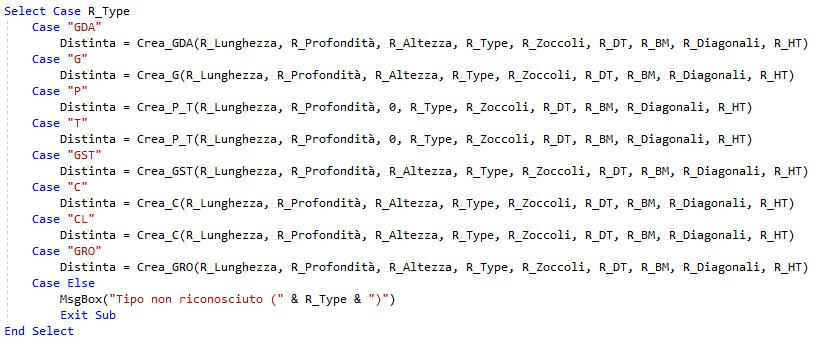 Select Case R_Type
Case "GDA"
Distinta = Crea_GDA(R_Lunghezza, R_Profondità, R_Altezza, R_Type, R_Zoccoli, R_DT, R_BM, R_Diagonali, R_HT)
Case "G"
Distinta = Crea_G(R_Lunghezza, R_Profondità, R_Altezza, R_Type, R_Zoccoli, R_DT, R_BM, R_Diagonali, R_HT)
Case "P"
Distinta = Crea_P_T(R_Lunghezza, R_Profondità, 0, R_Type, R_Zoccoli, R_DT, R_BM, R_Diagonali, R_HT)
Case "T"
Distinta = Crea_P_T(R_Lunghezza, R_Profondità, 0, R_Type, R_Zoccoli, R_DT, R_BM, R_Diagonali, R_HT)
Case "GST"
Distinta = Crea_GST(R_Lunghezza, R_Profondità, R_Altezza, R_Type, R_Zoccoli, R_DT, R_BM, R_Diagonali, R_HT)
Case "C"
Distinta = Crea_C(R_Lunghezza, R_Profondità, R_Altezza, R_Type, R_Zoccoli, R_DT, R_BM, R_Diagonali, R_HT)
Case "CL"
Distinta = Crea_C(R_Lunghezza, R_Profondità, R_Altezza, R_Type, R_Zoccoli, R_DT, R_BM, R_Diagonali, R_HT)
Case "GRO"
Distinta = Crea_GRO(R_Lunghezza, R_Profondità, R_Altezza, R_Type, R_Zoccoli, R_DT, R_BM, R_Diagonali, R_HT)
Case Else
MsgBox("Tipo non riconosciuto (" & R_Type & ")")
Exit Sub
End Select